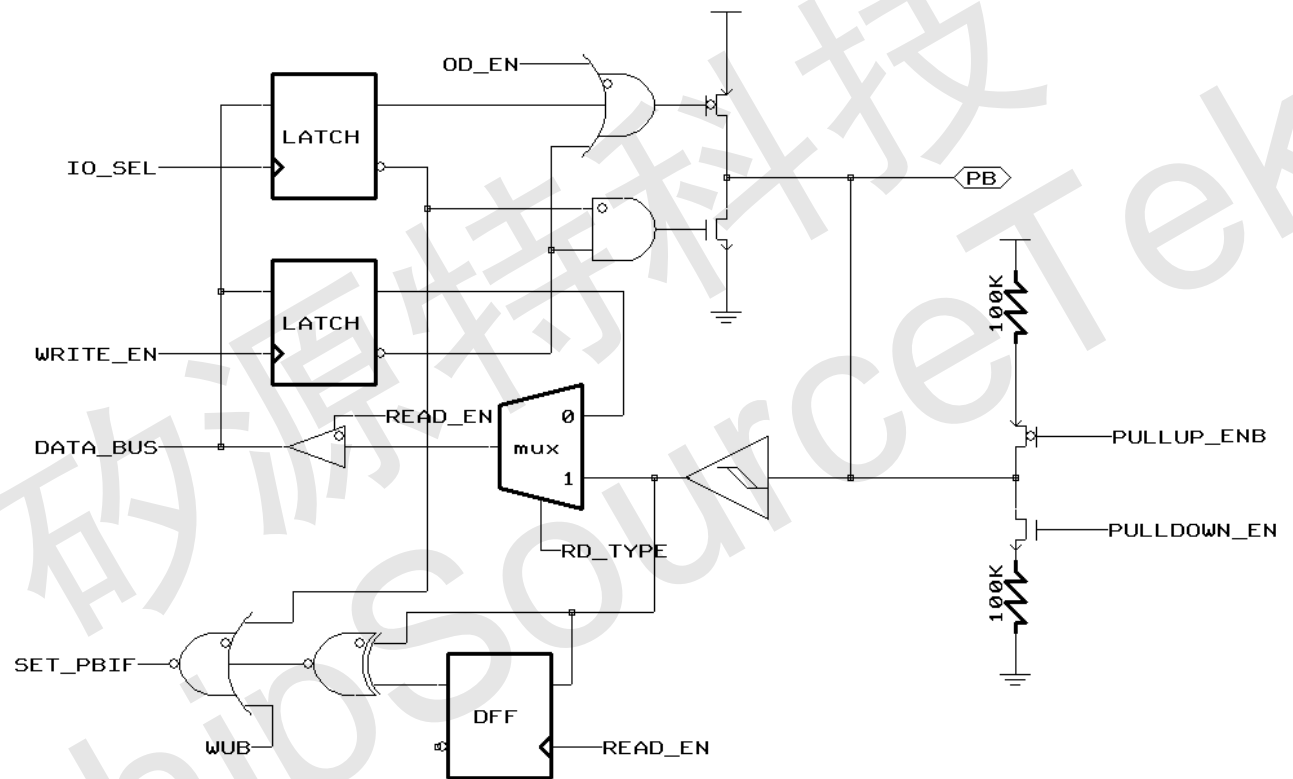 矽源特科技
ChipSourceTek
OD_EN
LATCH
IO_SEL
PB
LATCH
100K
WRITE_EN
READ_EN
0
DATA_BUS
mux
PULLUP_ENB
1
PULLDOWN_EN
RD_TYPE
100K
SET_PBIF
DFF
WUB
READ_EN